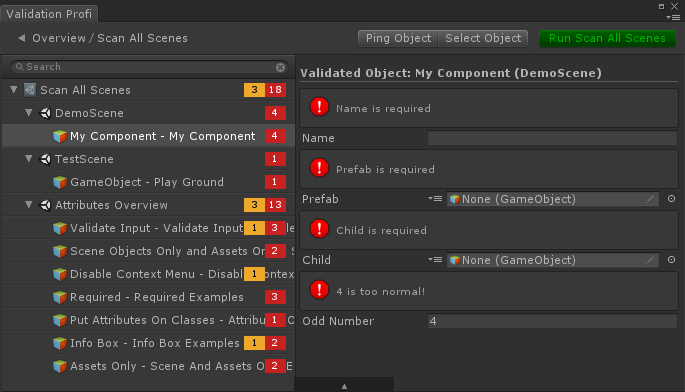 Validation Profi
Overview / Scan All Scenes
Ping Object
Select Object
Run Scan All Scenes
Search
Scan All Scenes 3 18
DemoScene 4
My Component - My Component 4
TestScene 1
GameObject - Play Ground 1
Attributes Overview 3 13
Validate Input - Validate Input 1 3 le
Scene Objects Only and Assets On 2 S
Disable Context Menu - Disabl 1 ontex
Required - Required Examples 3
Put Attributes On Classes - Attribu 1 O
Info Box - Info Box Examples 1 2
Assets Only - Scene And Assets O 2 E
Validated Object: My Component (DemoScene)
Name is required
Name
Prefab is required
Prefab None (GameObject)
Child is required
Child None (GameObject)
4 is too normal!
Odd Number 4